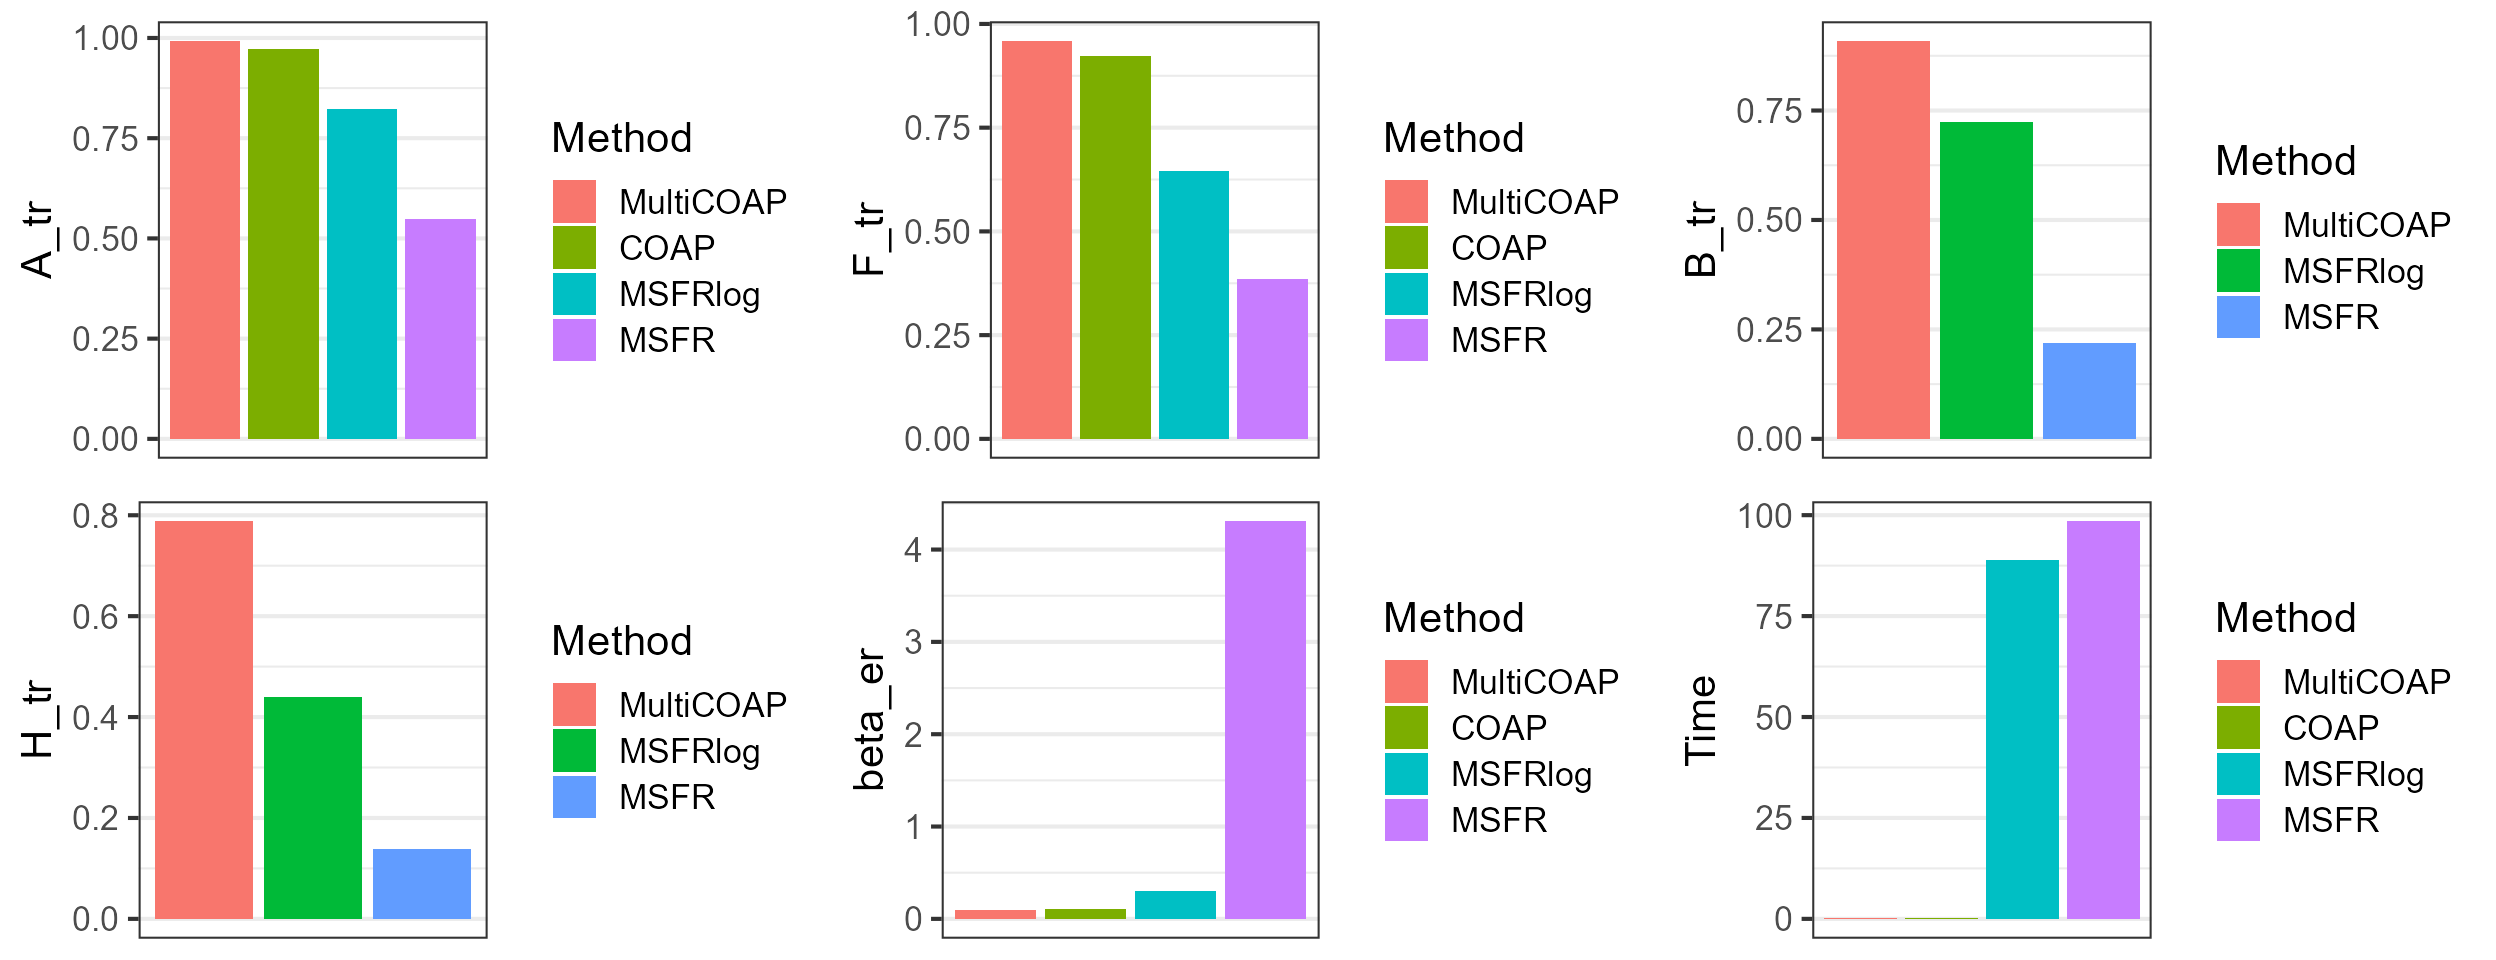 A_tr
1.00
0.75
0.50
0.25
0.00
Method
MultiCOAP
COAP
MSFRlog
MSFR
F_tr
1.00
0.75
0.50
0.25
0.00
Method
MultiCOAP
COAP
MSFRlog
MSFR
B_tr
0.75
0.50
0.25
0.00
Method
MultiCOAP
MSFRlog
MSFR
H_tr
0.8
0.6
0.4
0.2
0.0
Method
MultiCOAP
MSFRlog
MSFR
beta_er
4
3
2
1
0
Method
MultiCOAP
COAP
MSFRlog
MSFR
Time
100
75
50
25
0
Method
MultiCOAP
COAP
MSFRlog
MSFR